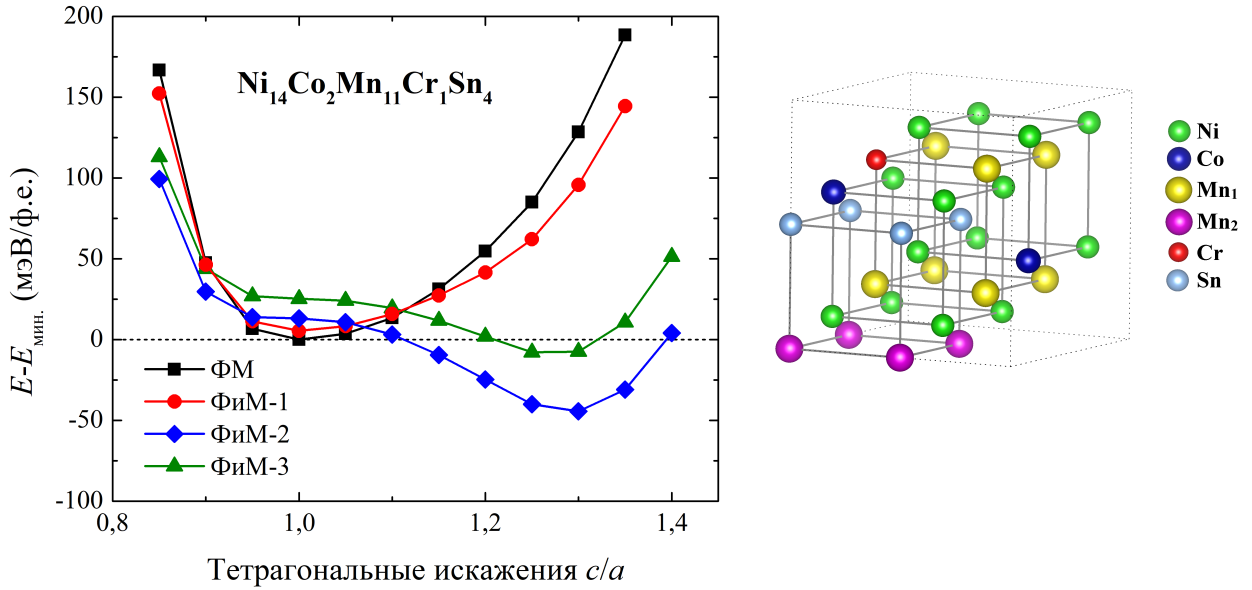 200
150
100
50
0
-50
-100
E-Eмин. (мэВ/ф.е.)
Ni14Co2Mn11Cr1Sn4
ФМ
ФиМ-1
ФиМ-2
ФиМ-3
0,8
1,0
1,2
1,4
Тетрагональные искажения c/a
Ni
Co
Mn1
Mn2
Cr
Sn